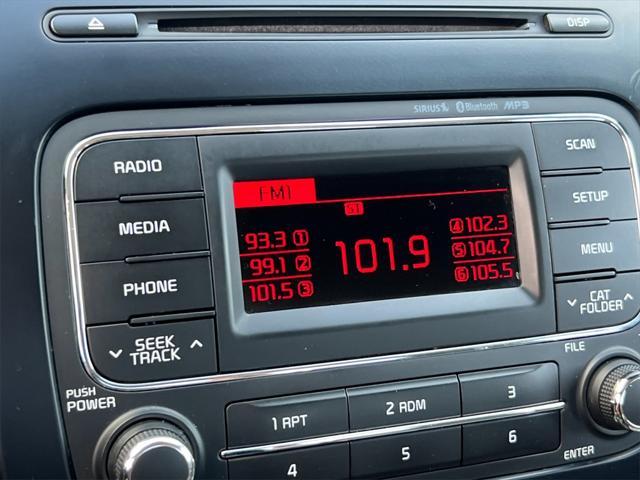 DISP
SIRIUS Bluetooth MP3
RADIO
MEDIA
PHONE
SEEK
TRACK
FM1
ST
93.3 1
99.1 2
101.5 3
101.9
4 102.3
5 104.7
6 105.5
SCAN
SETUP
MENU
CAT
FOLDER
PUSH
POWER
1 RPT
2 RDM
3
4
5
6
FILE
ENTER